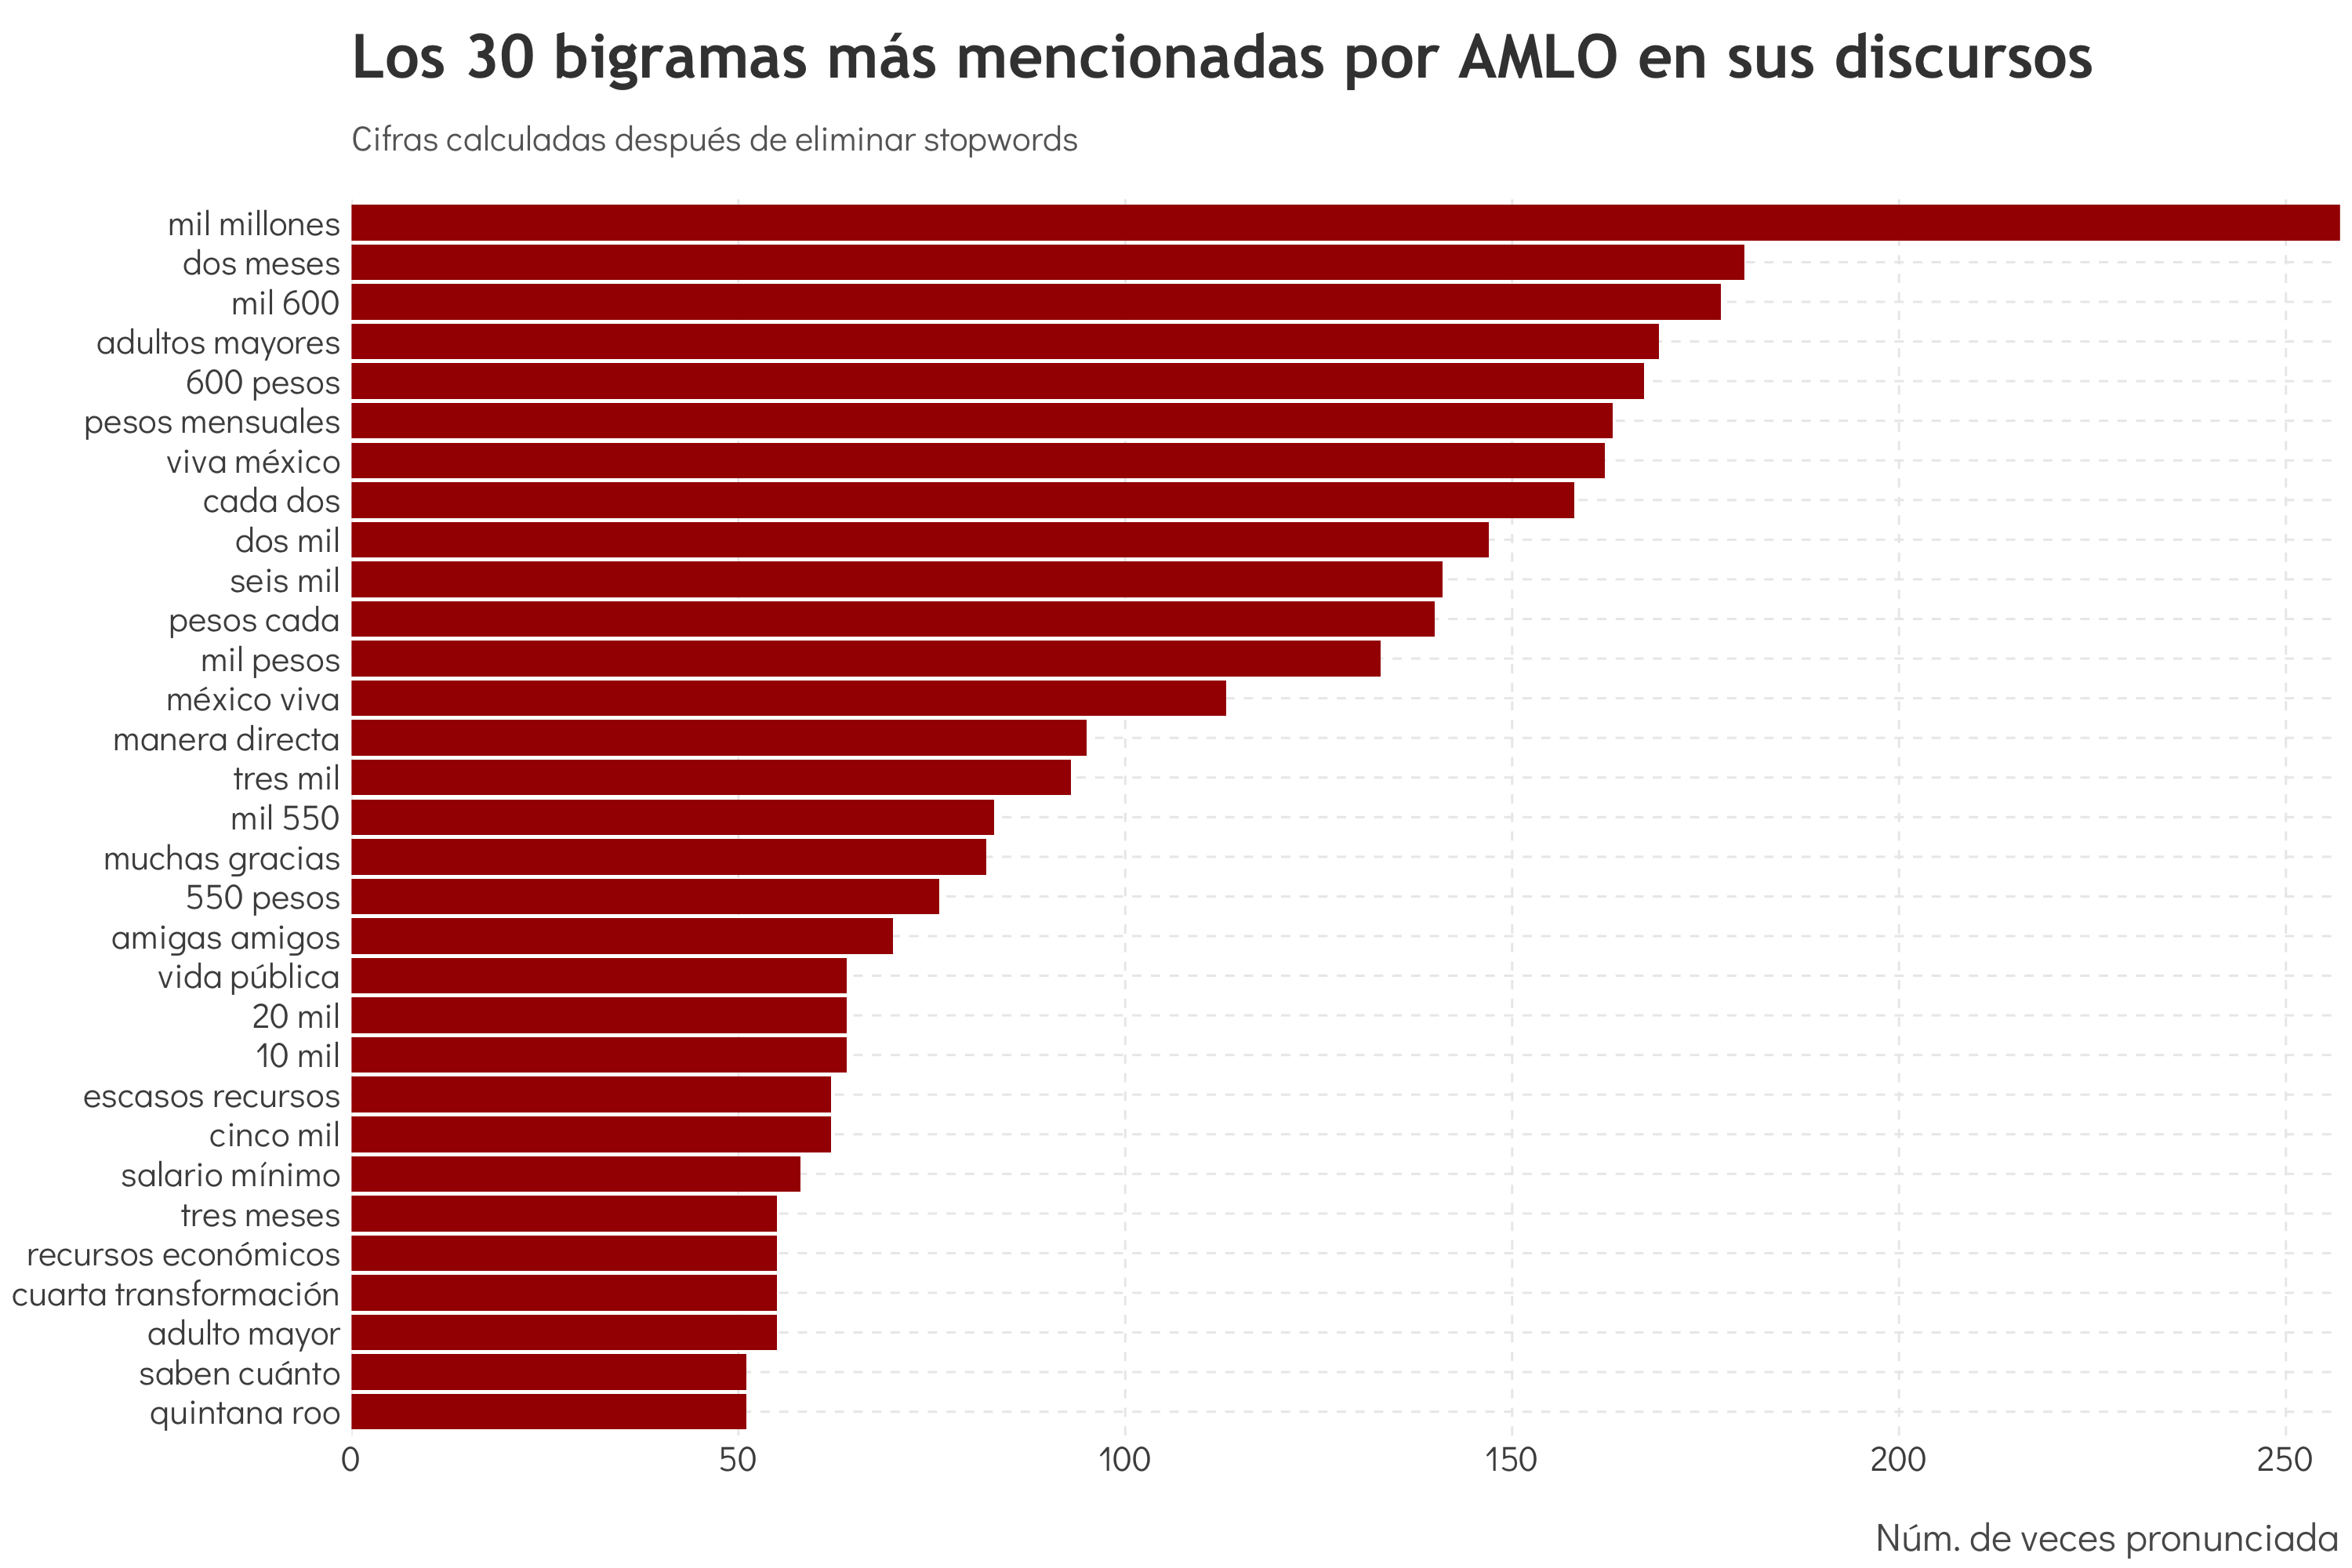 Los 30 bigramas más mencionadas por AMLO en sus discursos
Cifras calculadas después de eliminar stopwords
mil millones
dos meses
mil 600
adultos mayores
600 pesos
pesos mensuales
viva méxico
cada dos
dos mil
seis mil
pesos cada
mil pesos
méxico viva
manera directa
tres mil
mil 550
muchas gracias
550 pesos
amigas amigos
vida pública
20 mil
10 mil
escasos recursos
cinco mil
salario mínimo
tres meses
recursos económicos
cuarta transformación
adulto mayor
saben cuánto
quintana roo
0 50 100 150 200 250
Núm. de veces pronunciada